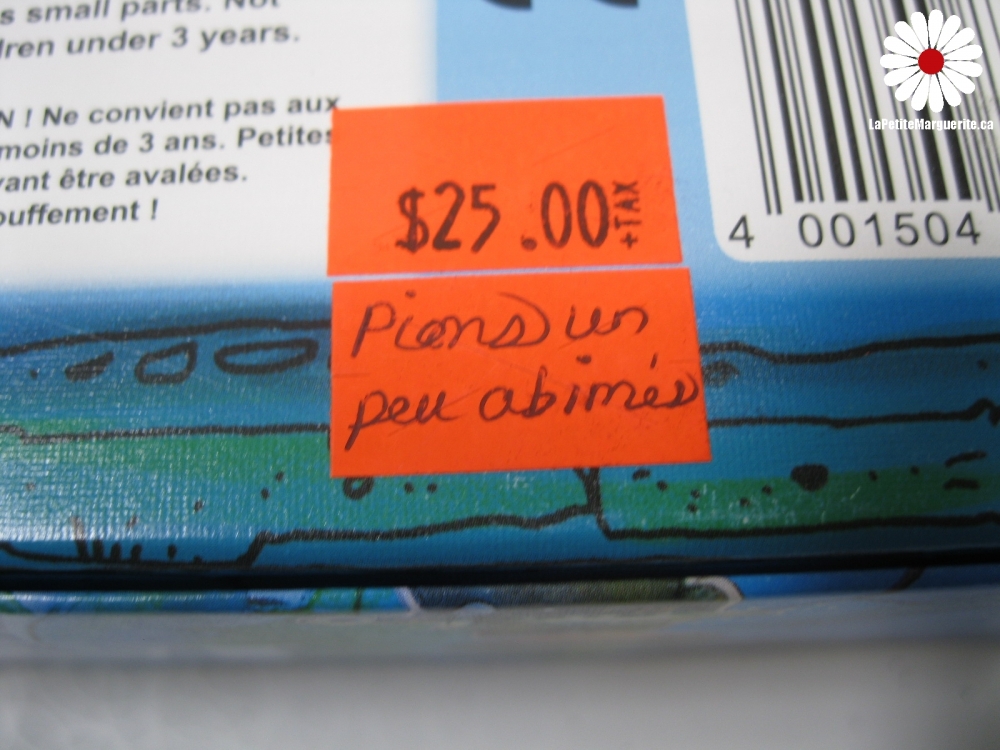 s small parts. Not
dren under 3 years.
N ! Ne convient pas aux
moins de 3 ans. Petites
vant être avalées.
ouffement !
$25.00 +TAX
Pions un
peu abimés
4 001504
LaPetiteMarguerite.ca